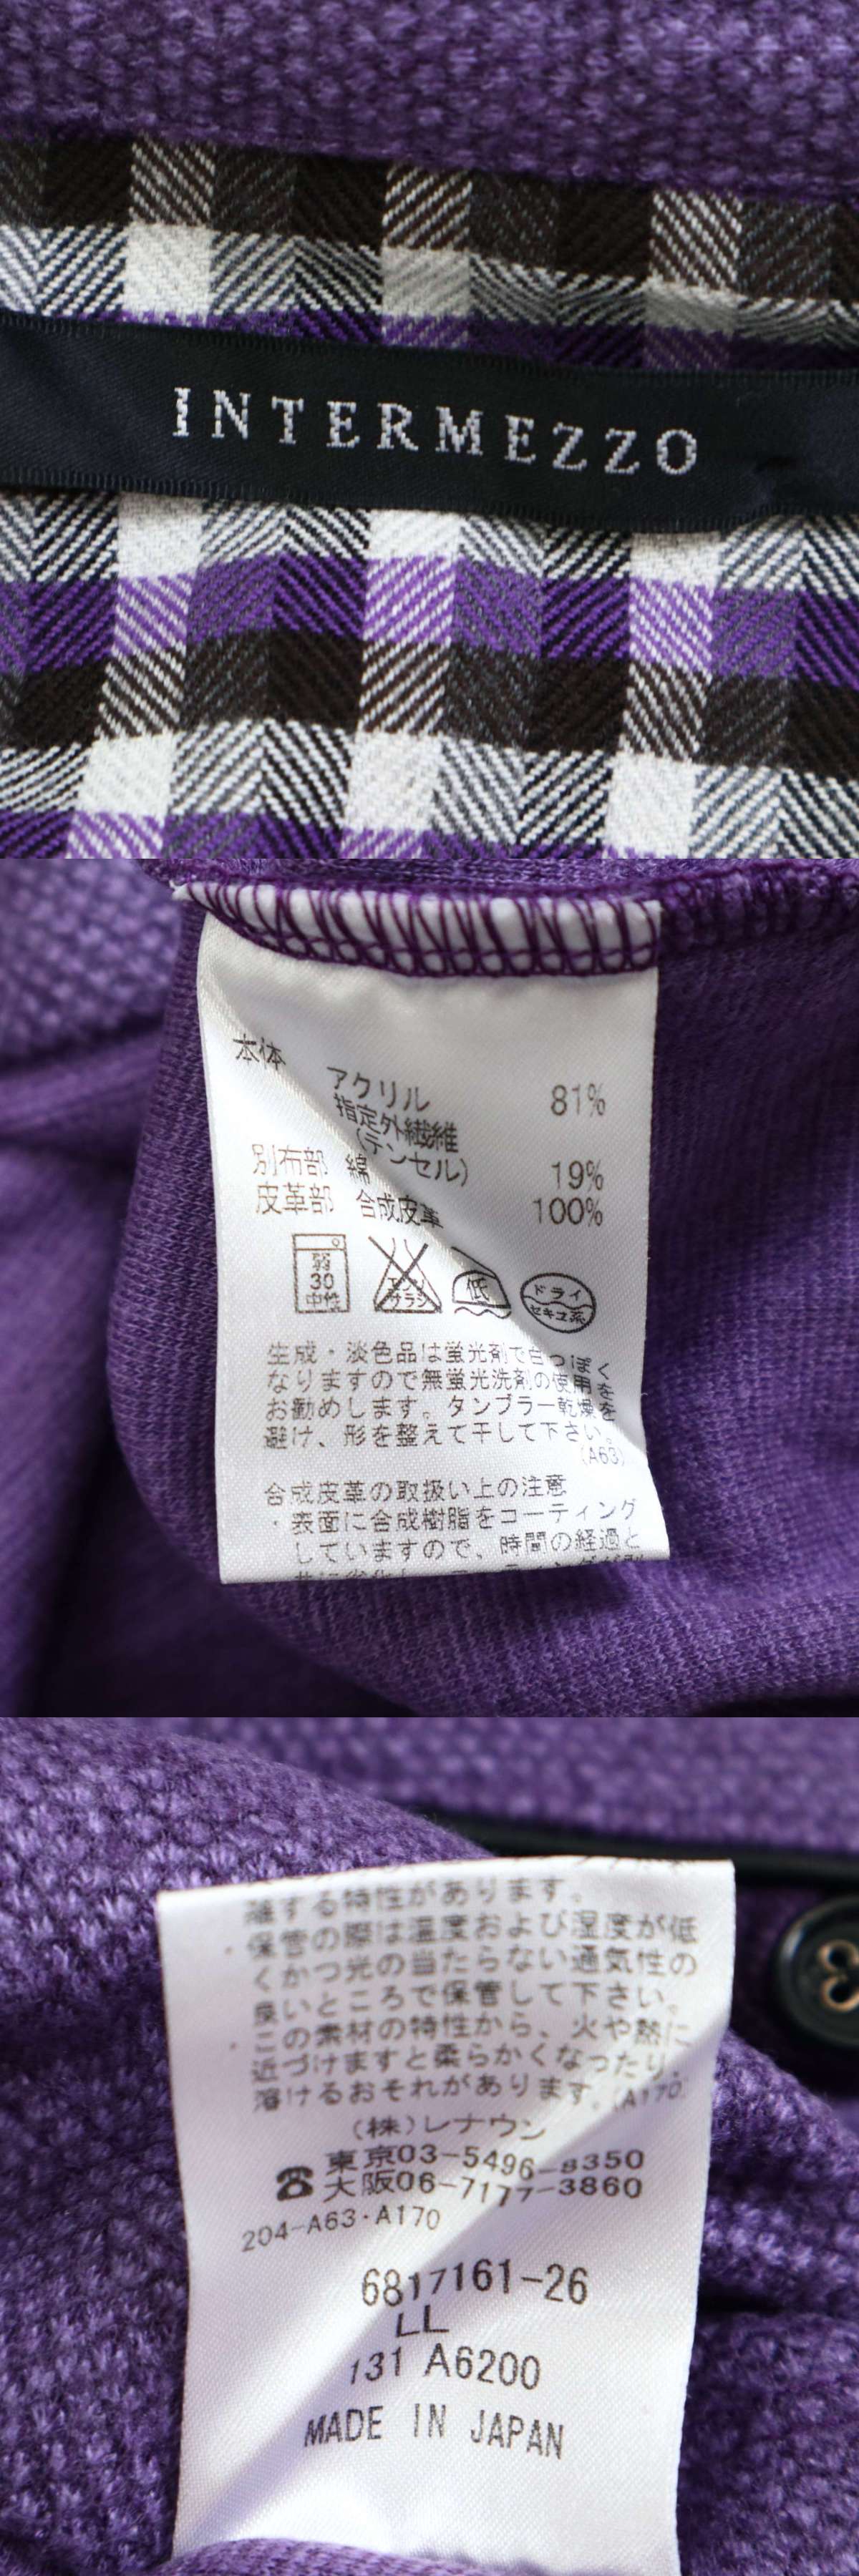 INTERMEZZO
本体
アクリル 81%
指定外繊維
(テンセル) 19%
別布部 綿 100%
皮革部 合成皮革
弱
30
中性
エンソ
サラシ
低
ドライ
セキユ系
生成・淡色品は蛍光剤で白っぽく
なりますので無蛍光洗剤の使用を
お勧めします。タンブラー乾燥を
避け、形を整えて干して下さい。
(A63)
合成皮革の取扱い上の注意
・表面に合成樹脂をコーティング
していますので、時間の経過と
離する特性があります。
・保管の際は温度および湿度が低
くかつ光の当たらない通気性の
良いところで保管して下さい。
・この素材の特性から、火や熱に
近づけますと柔らかくなったり、
溶けるおそれがあります。(A170)
(株)レナウン
☎東京03-5496-8350
大阪06-7177-3860
204-A63・A170
6817161-26
LL
131 A6200
MADE IN JAPAN